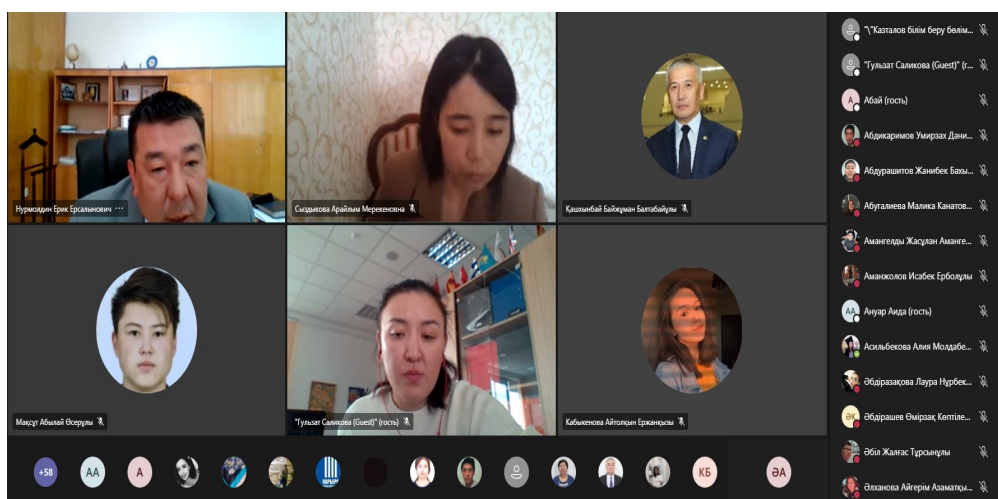 Нурмолдин Ерик Ерсалынович ···
Сыздыкова Арайлым Мерекеновна
Қашхынбай Байжұман Балтабайұлы
Мақсұт Абылай Өсерұлы
"Гульзат Саликова (Guest)" (гость)
Кабыкенова Айтолқын Ержанқызы
+58
АА
А
КБ
ӘА
"\"Казталов білім беру бөлім...
"Гульзат Саликова (Guest)" (г...
А Абай (гость)
Абдикаримов Умирзах Дани...
Абдурашитов Жанибек Бахы...
Абугалиева Малика Канатов...
Амангелды Жасұлан Аманге...
Аманжолов Исабек Ерболұлы
АА Ануар Аида (гость)
Асильбекова Алия Молдабе...
Әбдіразақова Лаура Нұрбек...
ӘК Әбдірашев Өмірзақ Көптіле...
Әбіл Жалғас Тұрсынұлы
Әлханова Айгерім Азаматқы...